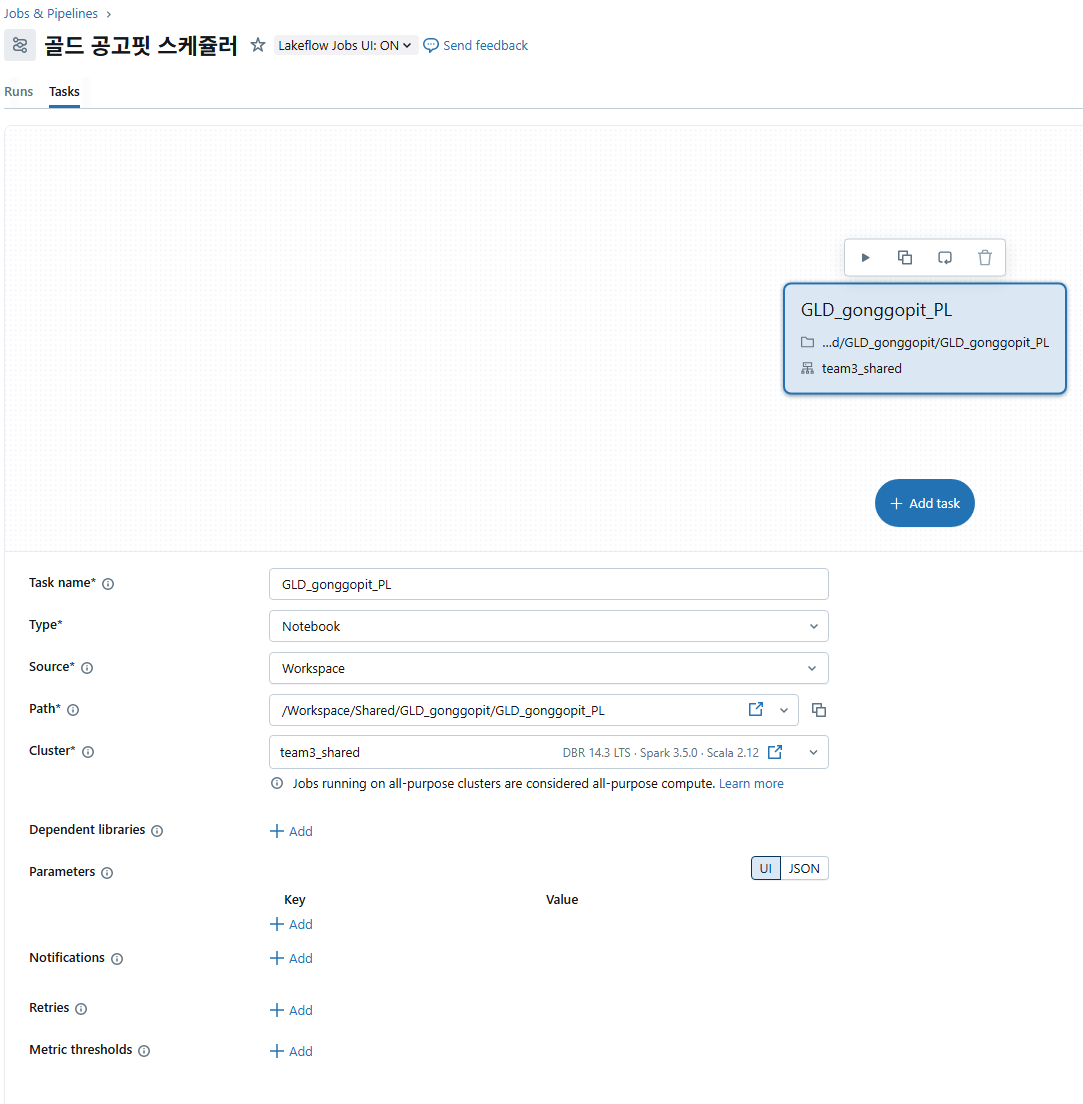 Jobs & Pipelines ›
골드 공고핏 스케쥴러 Lakeflow Jobs UI: ON Send feedback
Runs Tasks
GLD_gonggopit_PL
...d/GLD_gonggopit/GLD_gonggopit_PL
team3_shared
+ Add task
Task name* GLD_gonggopit_PL
Type* Notebook
Source* Workspace
Path* /Workspace/Shared/GLD_gonggopit/GLD_gonggopit_PL
Cluster* team3_shared DBR 14.3 LTS · Spark 3.5.0 · Scala 2.12
Jobs running on all-purpose clusters are considered all-purpose compute. Learn more
Dependent libraries + Add
Parameters UI JSON
Key Value
+ Add
Notifications + Add
Retries + Add
Metric thresholds + Add